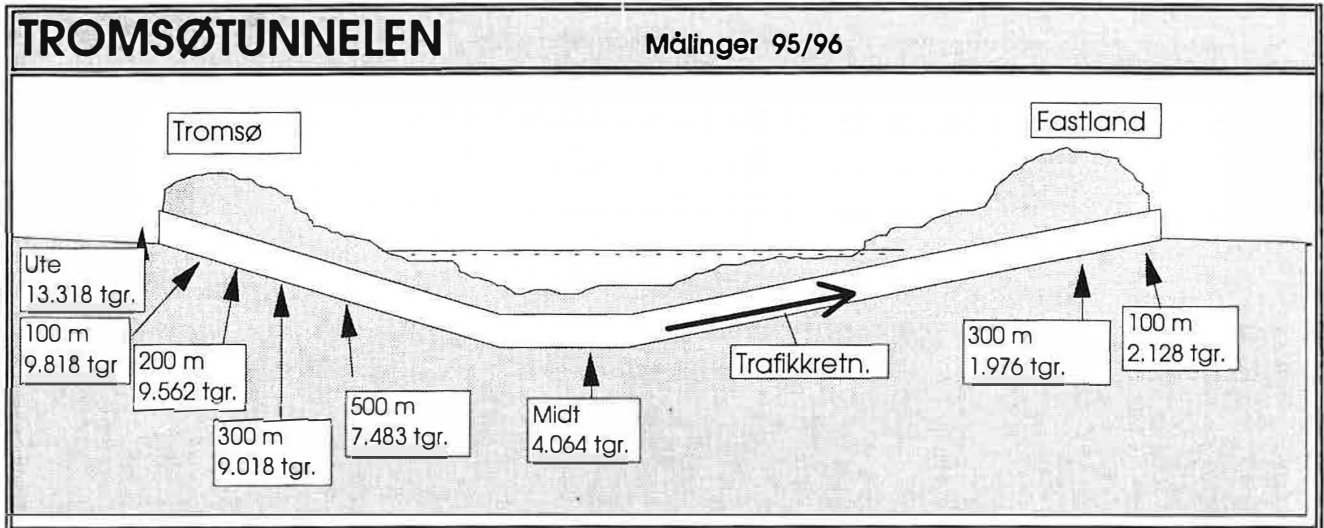 TROMSØTUNNELEN
Målinger 95/96
Tromsø
Fastland
Ute
13.318 tgr.
100 m
9.818 tgr
200 m
9.562 tgr.
300 m
9.018 tgr.
500 m
7.483 tgr.
Midt
4.064 tgr.
Trafikkretn.
300 m
1.976 tgr.
100 m
2.128 tgr.